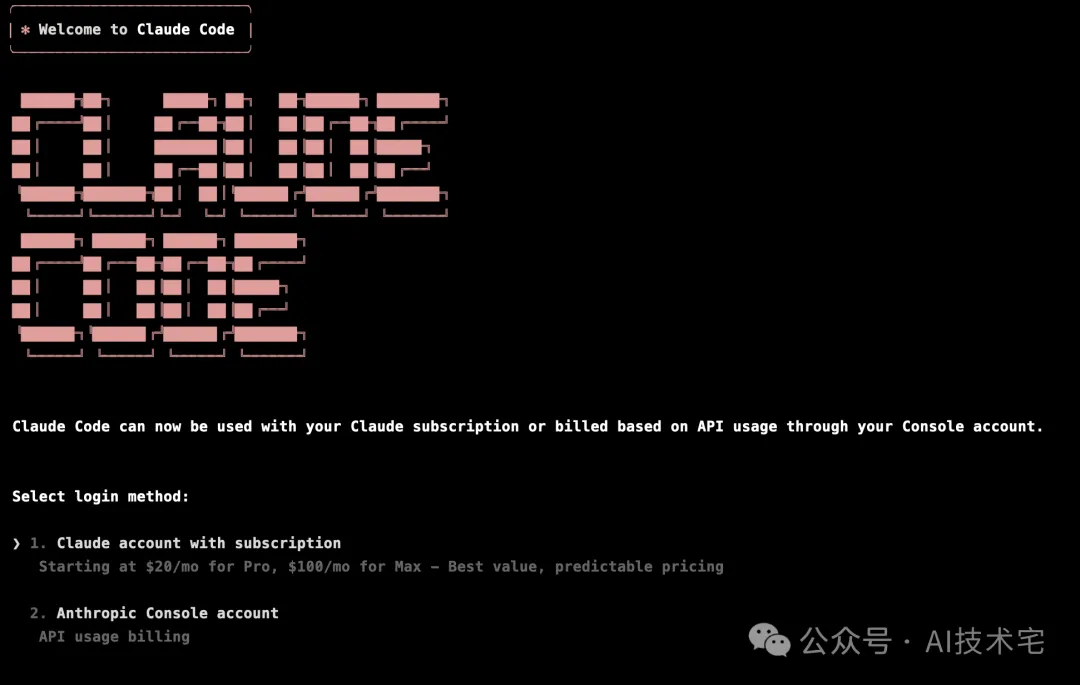 * Welcome to Claude Code
CLAUDE
CODE
Claude Code can now be used with your Claude subscription or billed based on API usage through your Console account.
Select login method:
❯ 1. Claude account with subscription
Starting at $20/mo for Pro, $100/mo for Max - Best value, predictable pricing
2. Anthropic Console account
API usage billing
公众号 · AI技术宅